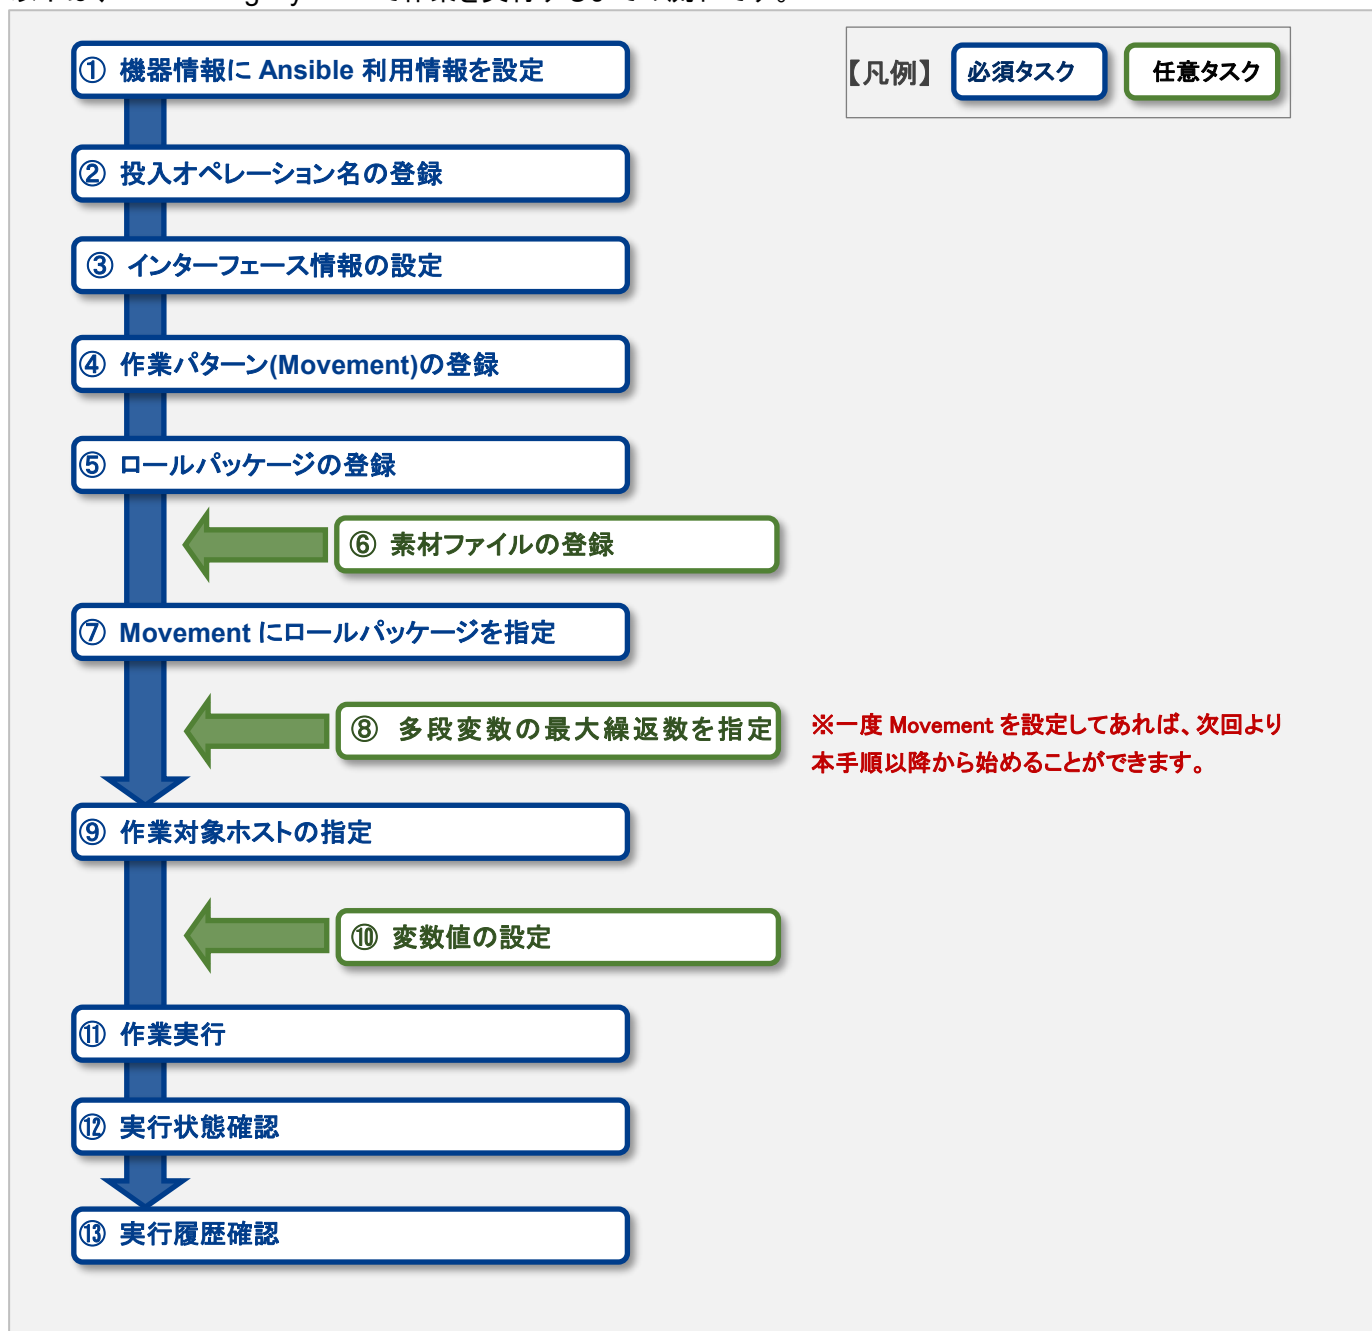 ① 機器情報に Ansible 利用情報を設定
【凡例】 必須タスク 任意タスク
② 投入オペレーション名の登録
③ インターフェース情報の設定
④ 作業パターン(Movement)の登録
⑤ ロールパッケージの登録
⑥ 素材ファイルの登録
⑦ Movement にロールパッケージを指定
⑧ 多段変数の最大繰返数を指定
※一度 Movement を設定してあれば、次回より
本手順以降から始めることができます。
⑨ 作業対象ホストの指定
⑩ 変数値の設定
⑪ 作業実行
⑫ 実行状態確認
⑬ 実行履歴確認